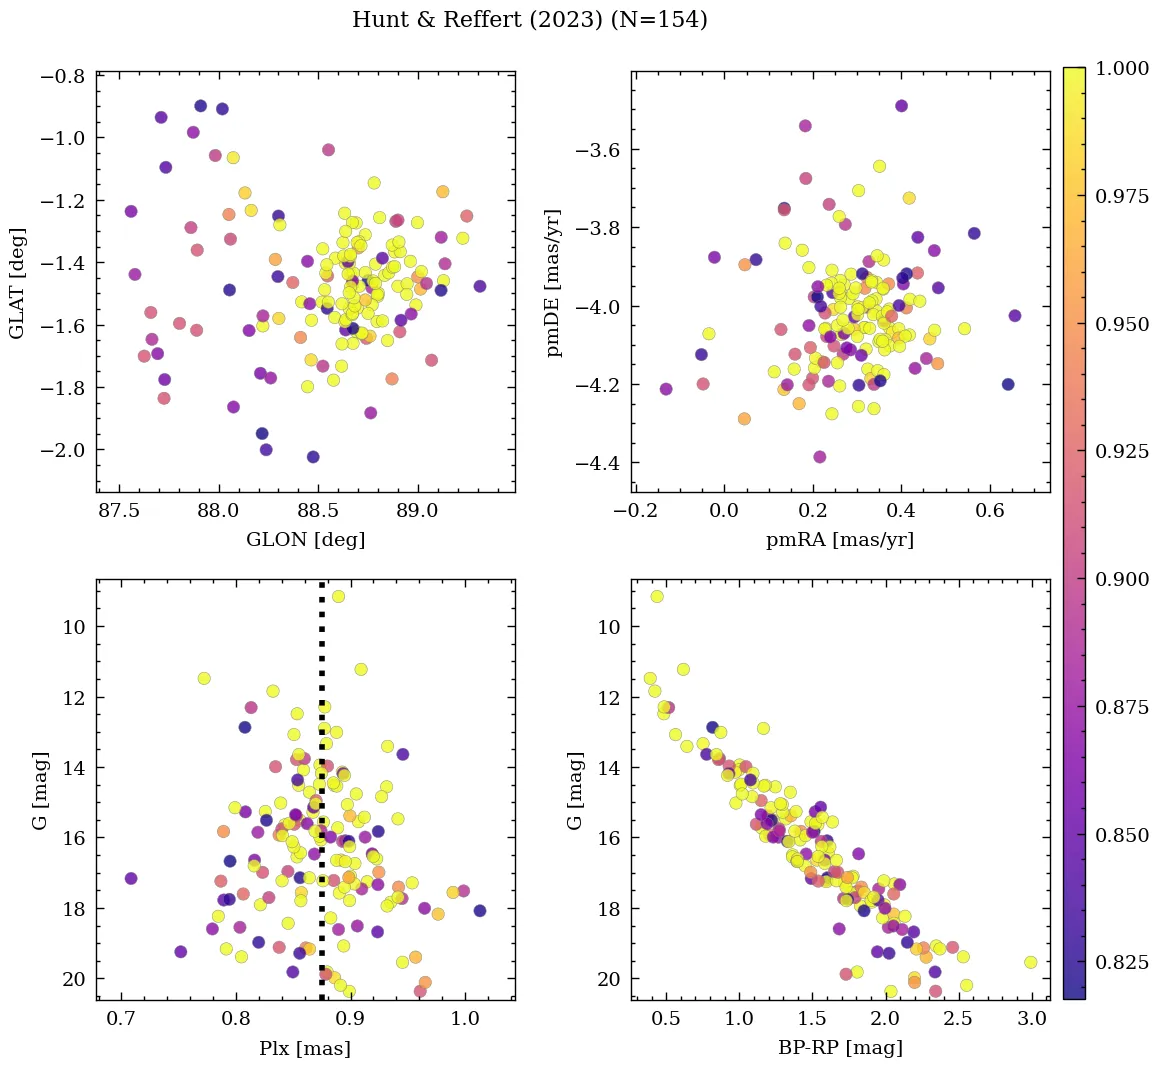 Hunt & Reffert (2023) (N=154)
−0.8
−1.0
−1.2
−1.4
−1.6
−1.8
−2.0
GLAT [deg]
87.5 88.0 88.5 89.0
GLON [deg]
−3.6
−3.8
−4.0
−4.2
−4.4
pmDE [mas/yr]
−0.2 0.0 0.2 0.4 0.6
pmRA [mas/yr]
10
12
14
16
18
20
G [mag]
0.7 0.8 0.9 1.0
Plx [mas]
10
12
14
16
18
20
G [mag]
0.5 1.0 1.5 2.0 2.5 3.0
BP-RP [mag]
1.000
0.975
0.950
0.925
0.900
0.875
0.850
0.825